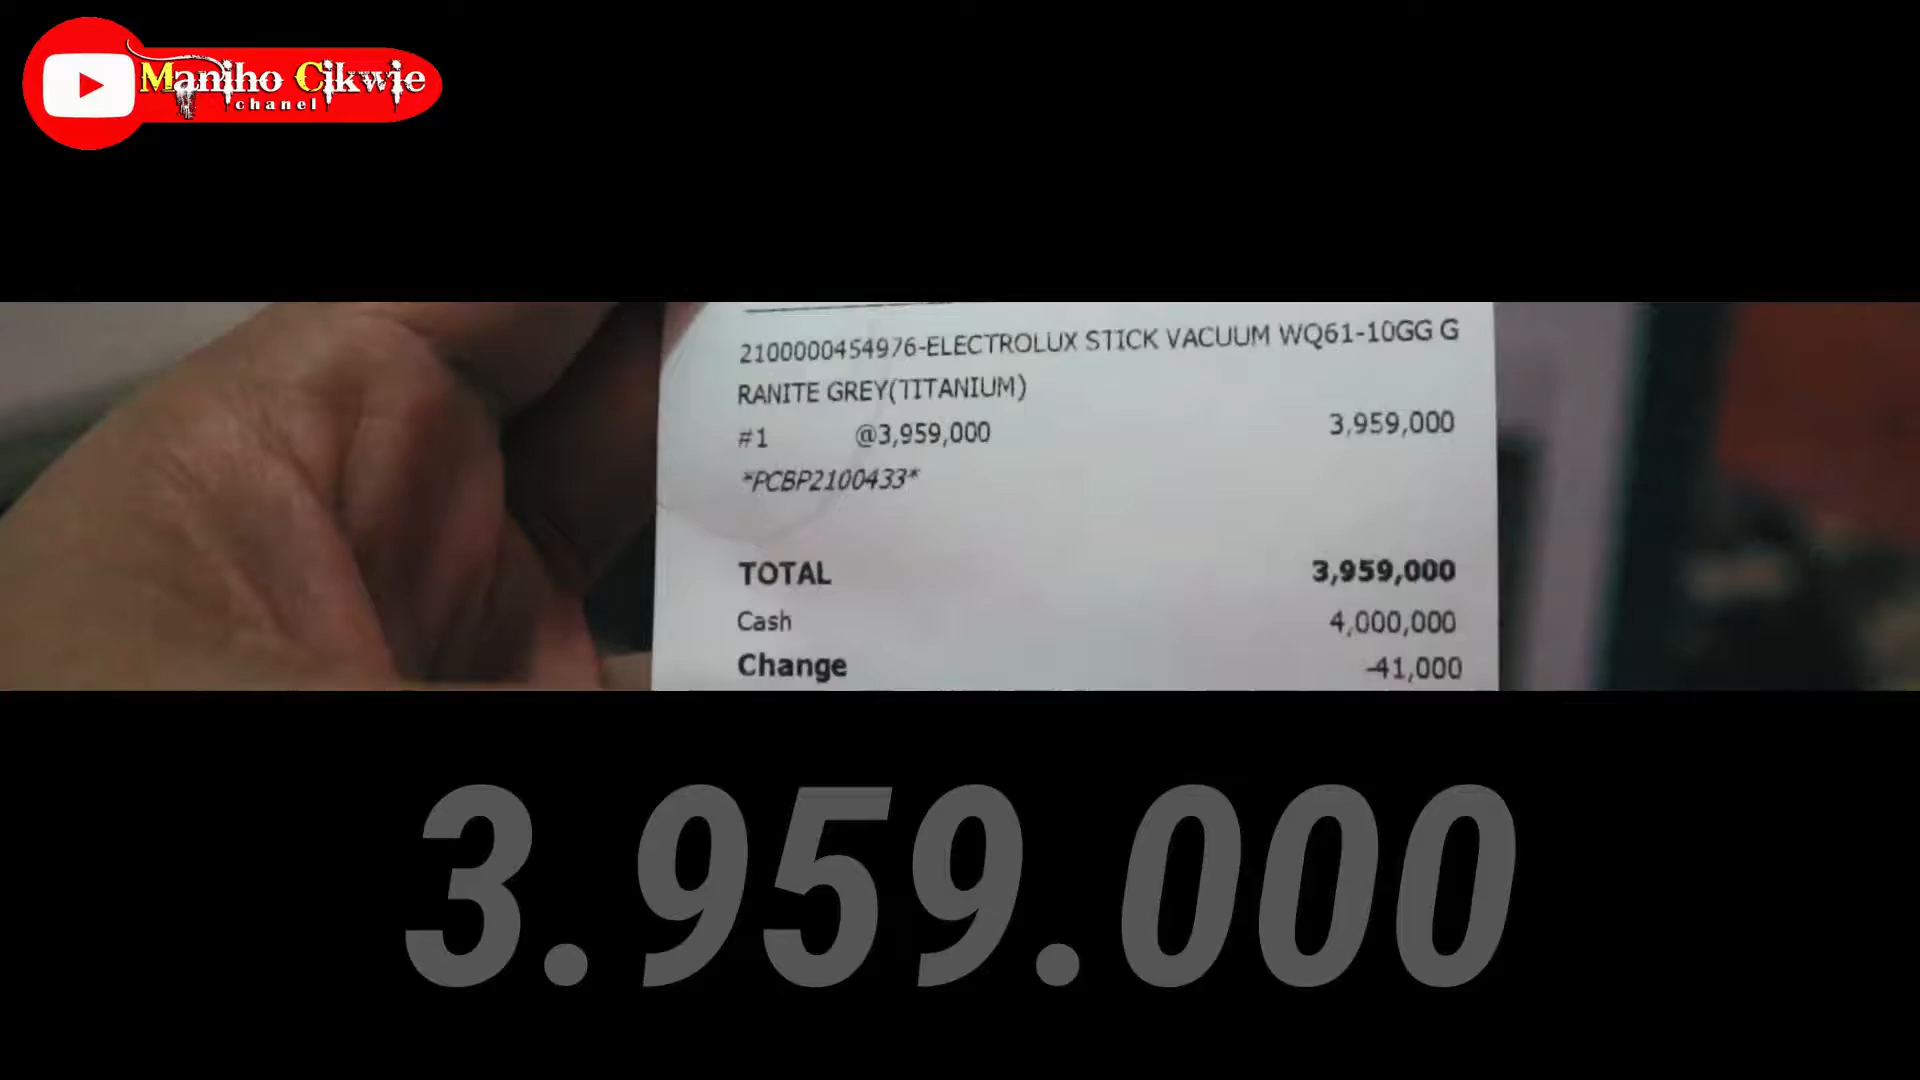 Maniho Cikwie
chanel
2100000454976-ELECTROLUX STICK VACUUM WQ61-10GG G
RANITE GREY(TITANIUM)
#1 @3,959,000 3,959,000
*PCBP2100433*
TOTAL 3,959,000
Cash 4,000,000
Change -41,000
3.959.000